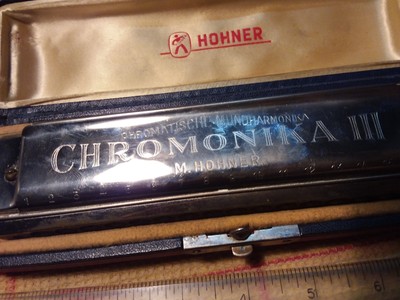 HOHNER
CHROMATISCHE MUNDHARMONIKA
CHROMONIKA III
M. HOHNER